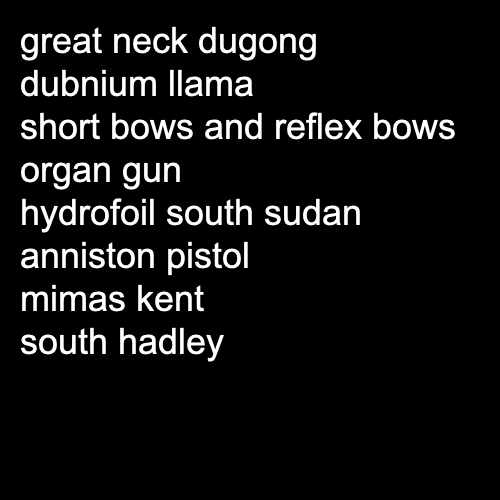 great neck dugong
dubnium llama
short bows and reflex bows
organ gun
hydrofoil south sudan
anniston pistol
mimas kent
south hadley